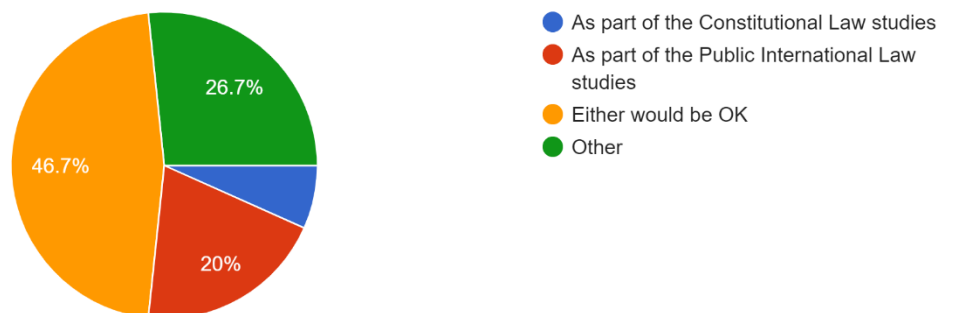 26.7%
46.7%
20%
As part of the Constitutional Law studies
As part of the Public International Law
studies
Either would be OK
Other